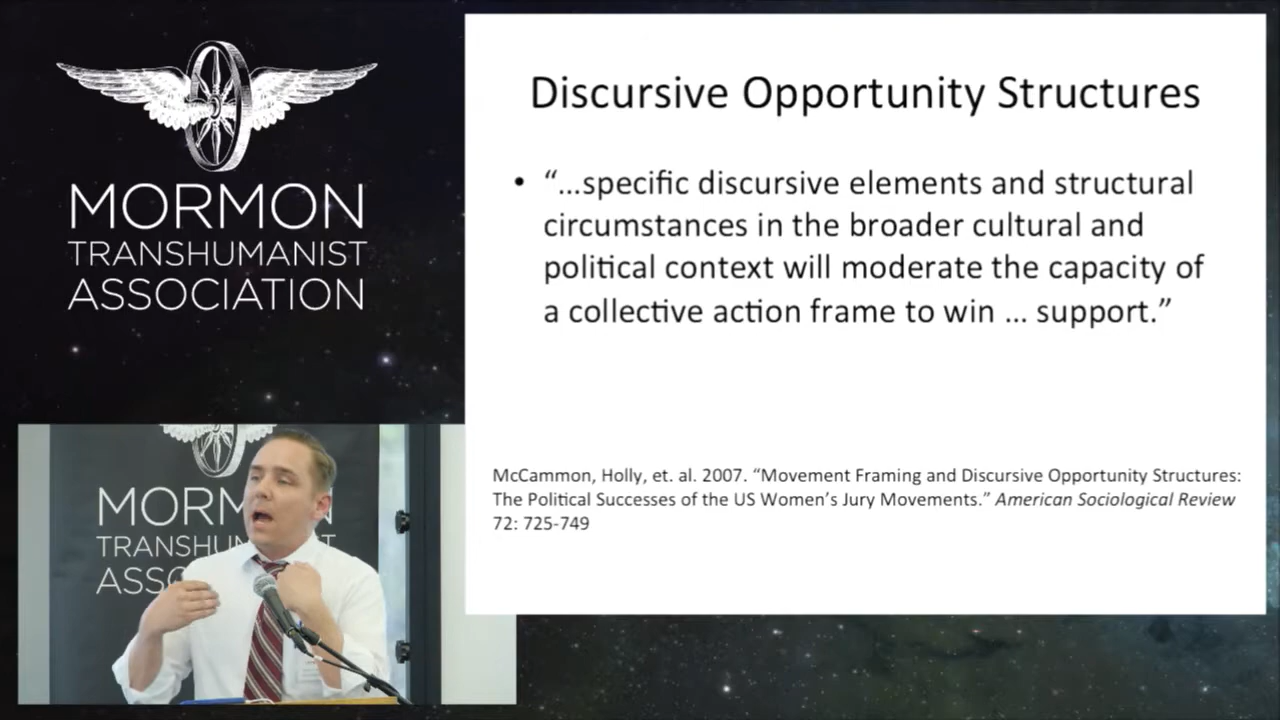 MORMON
TRANSHUMANIST
ASSOCIATION
Discursive Opportunity Structures
• “...specific discursive elements and structural
circumstances in the broader cultural and
political context will moderate the capacity of
a collective action frame to win ... support.”
McCammon, Holly, et. al. 2007. “Movement Framing and Discursive Opportunity Structures:
The Political Successes of the US Women’s Jury Movements.” American Sociological Review
72: 725-749
MORM
TRANSHU
ST
ASSO